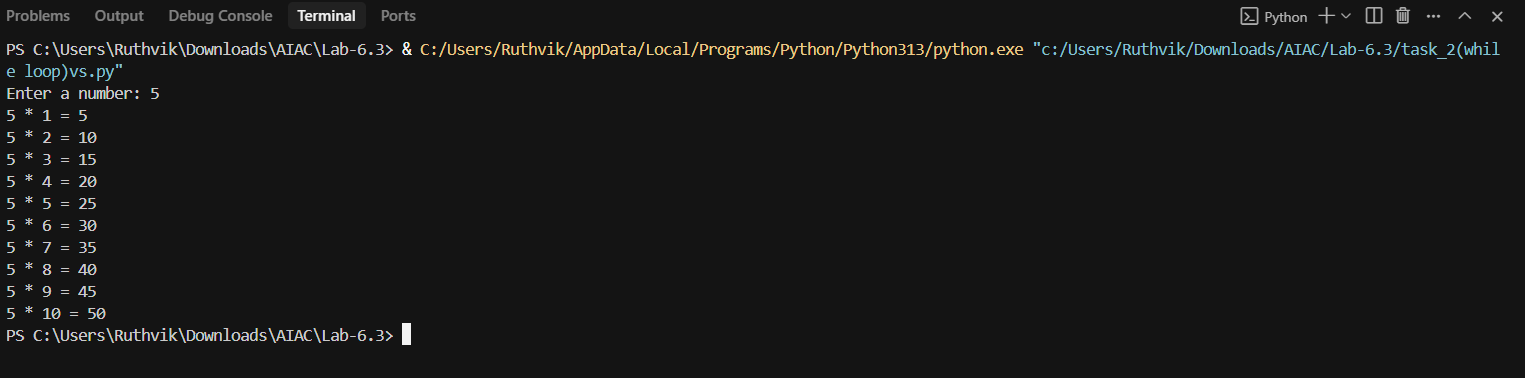 Problems Output Debug Console Terminal Ports Python
PS C:\Users\Ruthvik\Downloads\AIAC\Lab-6.3> & C:/Users/Ruthvik/AppData/Local/Programs/Python/Python313/python.exe "c:/Users/Ruthvik/Downloads/AIAC/Lab-6.3/task_2(whil
e loop)vs.py"
Enter a number: 5
5 * 1 = 5
5 * 2 = 10
5 * 3 = 15
5 * 4 = 20
5 * 5 = 25
5 * 6 = 30
5 * 7 = 35
5 * 8 = 40
5 * 9 = 45
5 * 10 = 50
PS C:\Users\Ruthvik\Downloads\AIAC\Lab-6.3>